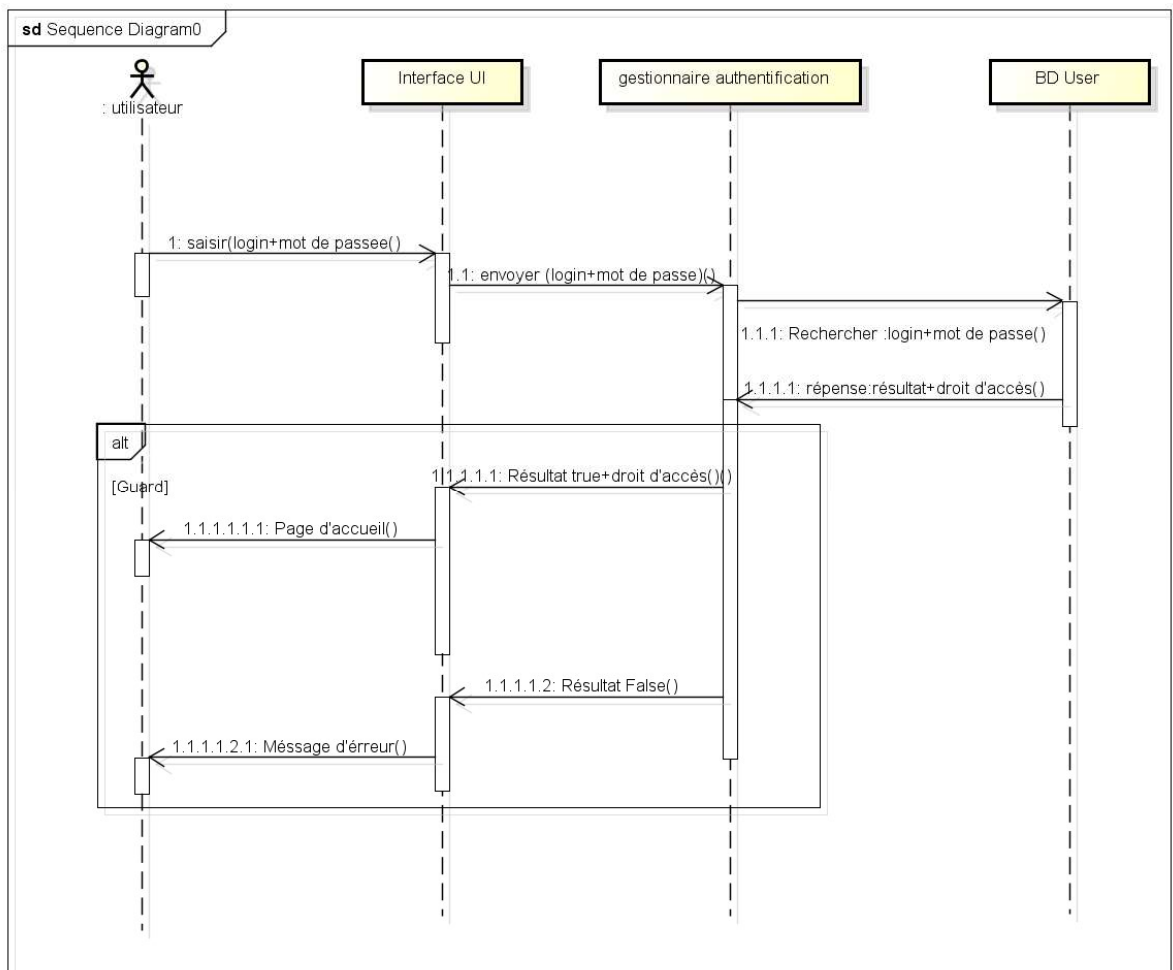 sd Sequence Diagram0
: utilisateur
Interface UI
gestionnaire authentification
BD User
1: saisir(login+mot de passee()
1.1: envoyer (login+mot de passe)()
1.1.1: Rechercher :login+mot de passe()
1.1.1.1: répense:résultat+droit d'accès()
alt
[Guard]
1.1.1.1.1: Résultat true+droit d'accès()()
1.1.1.1.1.1: Page d'accueil()
1.1.1.1.2: Résultat False()
1.1.1.1.2.1: Méssage d'érreur()